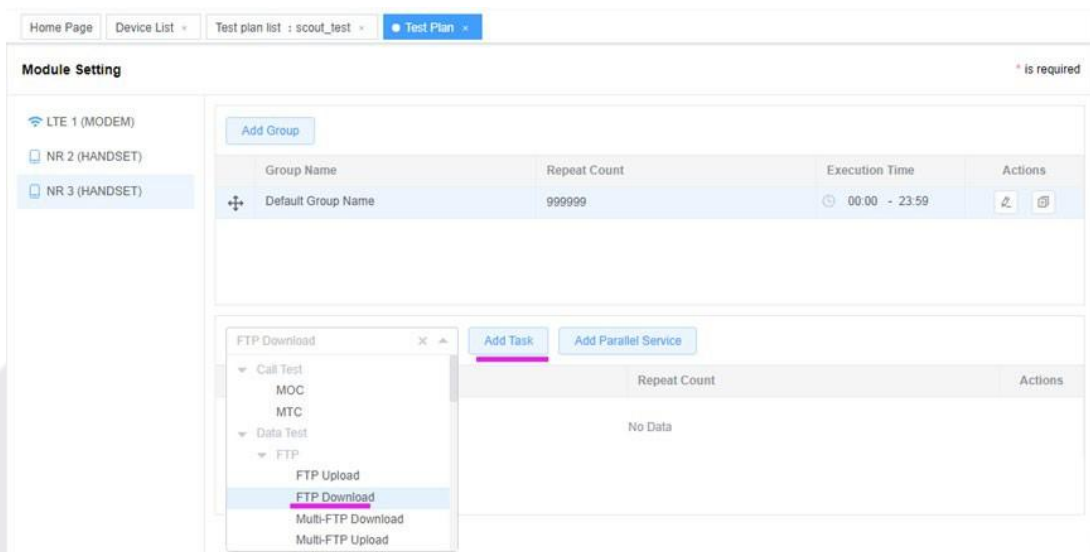 Home Page Device List × Test plan list : scout_test × Test Plan ×
Module Setting * is required
LTE 1 (MODEM)
NR 2 (HANDSET)
NR 3 (HANDSET)
Add Group
Group Name Repeat Count Execution Time Actions
Default Group Name 999999 00:00 - 23:59
FTP Download Add Task Add Parallel Service
Repeat Count Actions
Call Test
MOC
MTC
No Data
Data Test
FTP
FTP Upload
FTP Download
Multi-FTP Download
Multi-FTP Upload